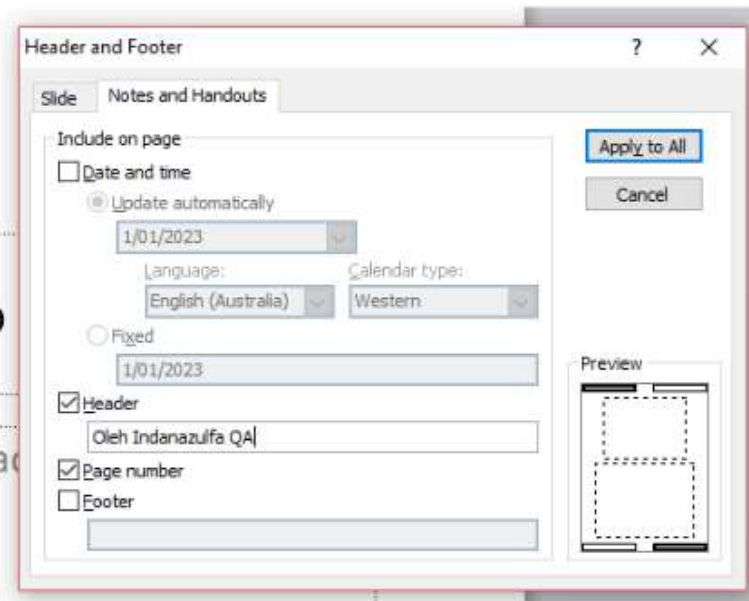 Header and Footer
? ×
Slide Notes and Handouts
Include on page
Date and time
Update automatically
1/01/2023
Language: Calendar type:
English (Australia) Western
Fixed
1/01/2023
Header
Oleh Indanazulfa QA
Page number
Footer
Apply to All
Cancel
Preview